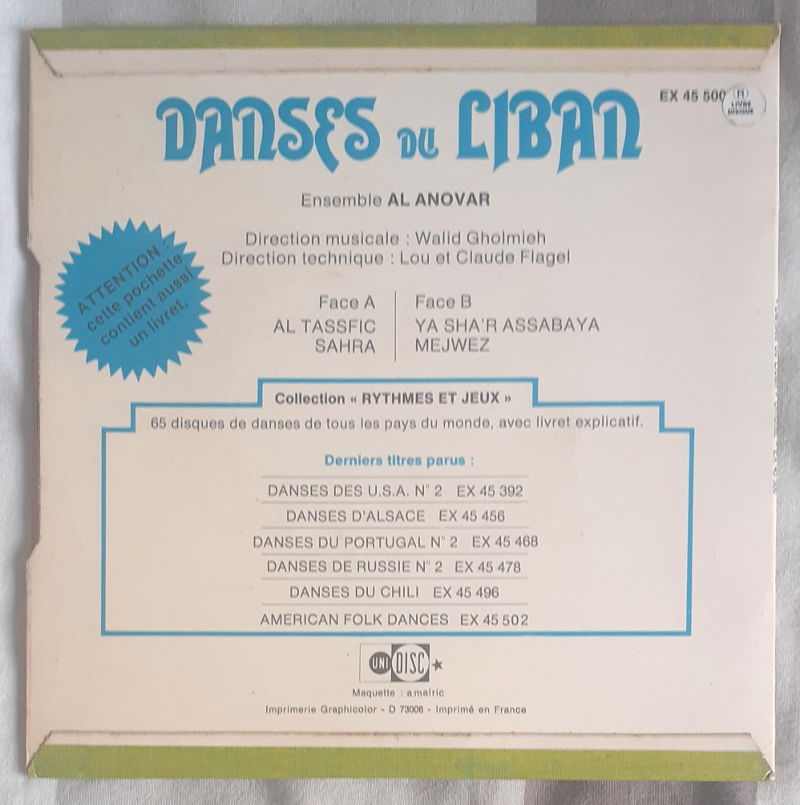 DANSES DU LIBAN
EX 45 500
H
LIVRE
DISQUE
Ensemble AL ANOVAR
Direction musicale : Walid Gholmieh
Direction technique : Lou et Claude Flagel
ATTENTION :
cette pochette
contient aussi
un livret.
Face A
AL TASSFIC
SAHRA
Face B
YA SHA'R ASSABAYA
MEJWEZ
Collection « RYTHMES ET JEUX »
65 disques de danses de tous les pays du monde, avec livret explicatif.
Derniers titres parus :
DANSES DES U.S.A. N° 2 EX 45 392
DANSES D'ALSACE EX 45 456
DANSES DU PORTUGAL N° 2 EX 45 468
DANSES DE RUSSIE N° 2 EX 45 478
DANSES DU CHILI EX 45 496
AMERICAN FOLK DANCES EX 45 502
UNI DISC
Maquette : amalric
Imprimerie Graphicolor - D 73006 - Imprimé en France